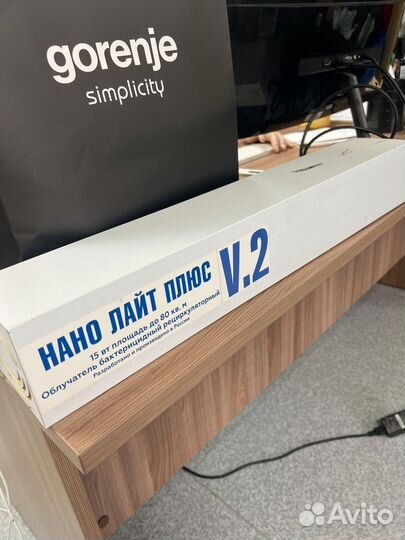 gorenje
simplicity
НАНО ЛАЙТ ПЛЮС
V.2
15 вт площадь до 80 кв. м
Облучатель бактерицидный рециркуляторный
Разработано и произведено в России
Avito